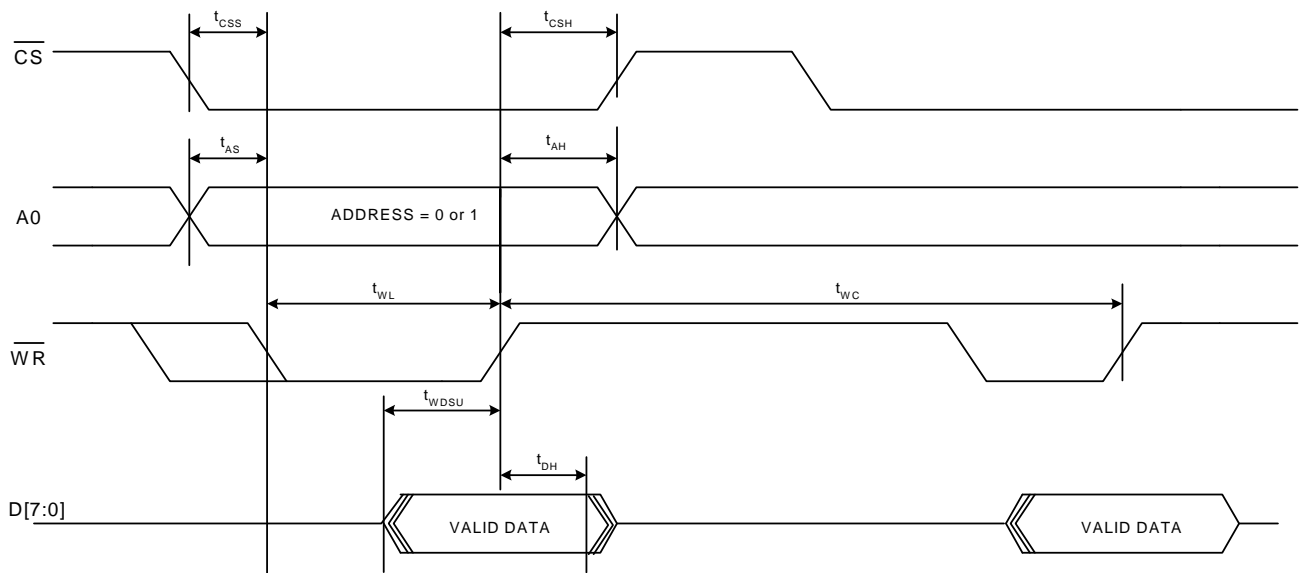 tCSS
tCSH
CS
tAS
tAH
A0
ADDRESS = 0 or 1
tWL
tWC
WR
tWDSU
tDH
D[7:0]
VALID DATA
VALID DATA